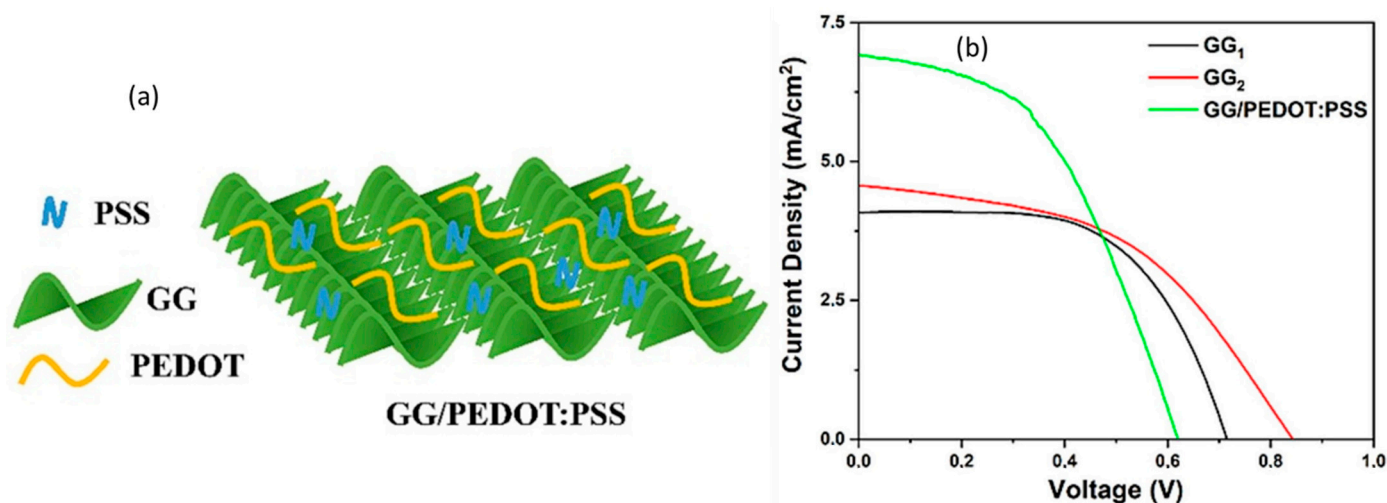 (a)
PSS
GG
PEDOT
GG/PEDOT:PSS
(b)
GG₁
GG₂
GG/PEDOT:PSS
Current Density (mA/cm²)
7.5
5.0
2.5
0.0
0.0 0.2 0.4 0.6 0.8 1.0
Voltage (V)